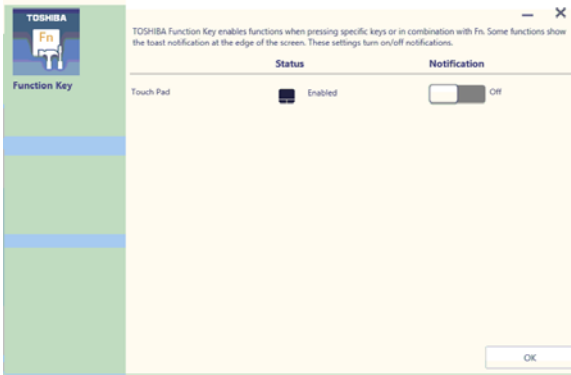 TOSHIBA
Fn
Function Key
TOSHIBA Function Key enables functions when pressing specific keys or in combination with Fn. Some functions show
the toast notification at the edge of the screen. These settings turn on/off notifications.
Status Notification
Touch Pad Enabled Off
OK